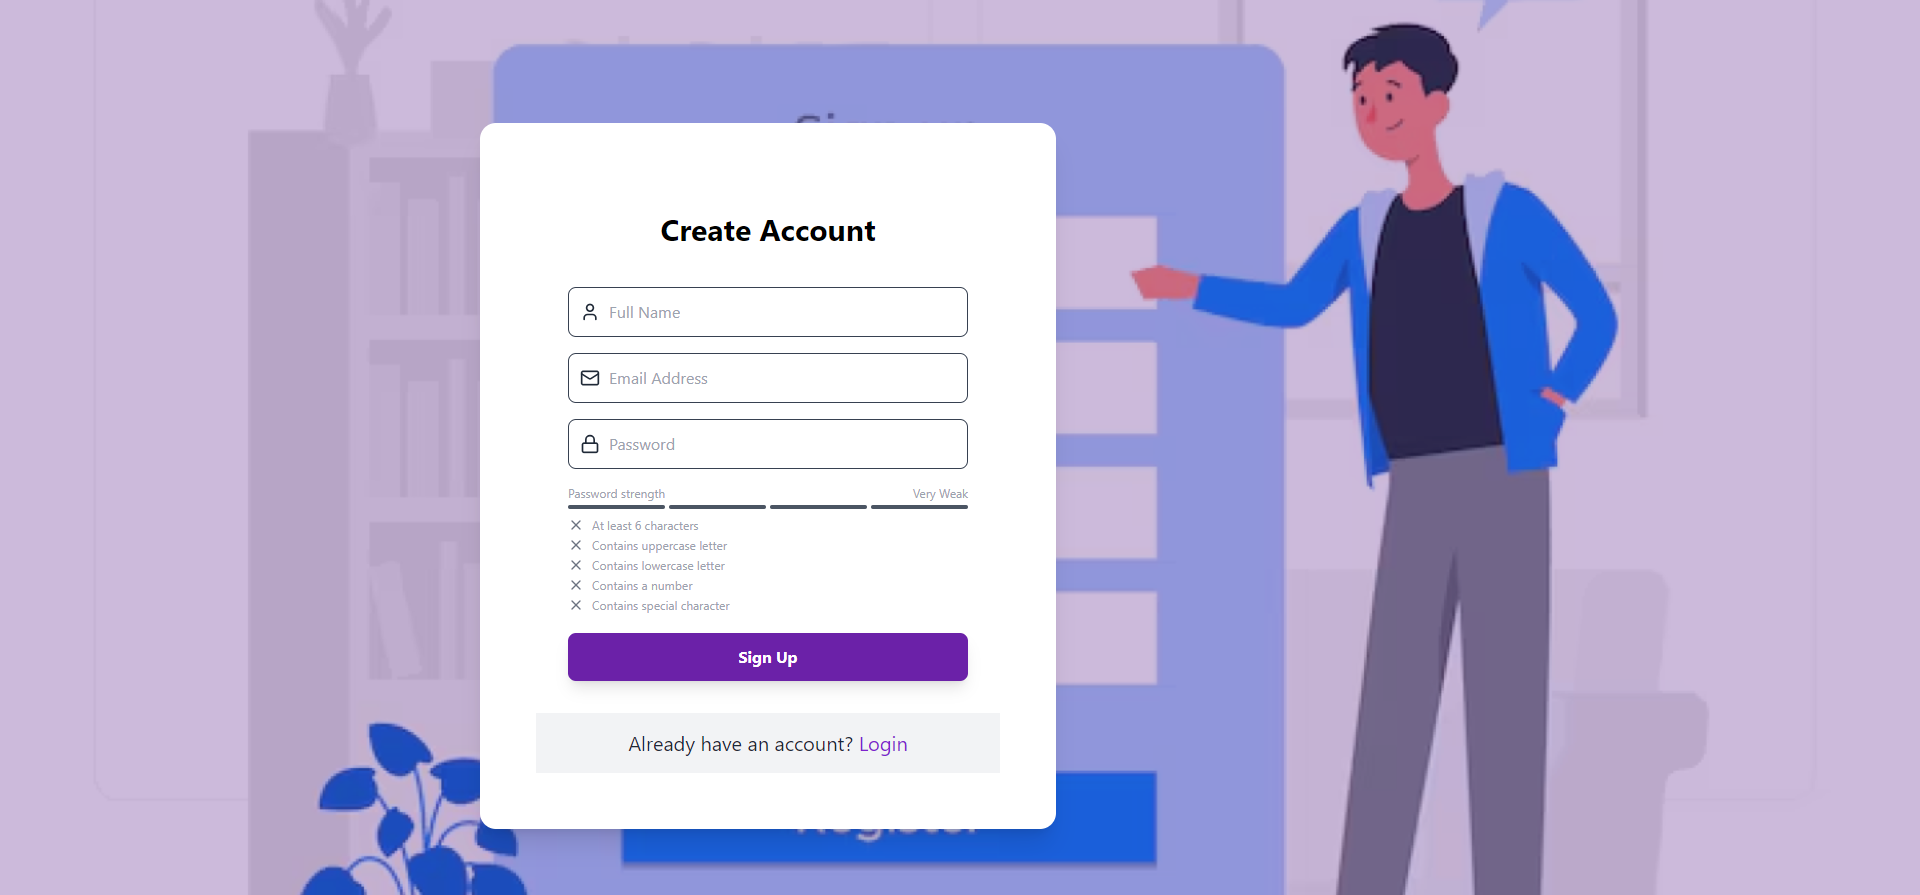 Create Account
Full Name
Email Address
Password
Password strength
Very Weak
At least 6 characters
Contains uppercase letter
Contains lowercase letter
Contains a number
Contains special character
Sign Up
Already have an account? Login
Register